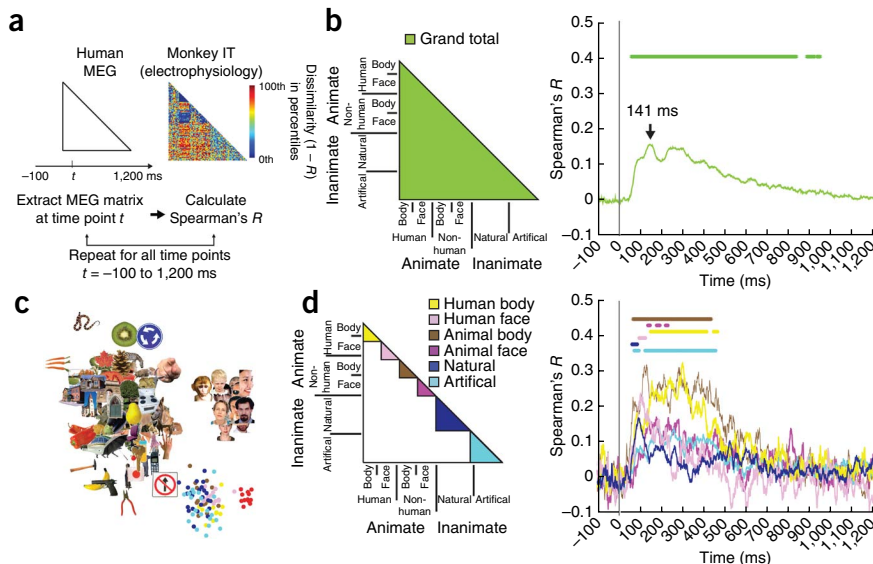 a
Human
MEG
Monkey IT
(electrophysiology)
100th
0th
Dissimilarity (1 – R)
in percentiles
–100
t
1,200 ms
Extract MEG matrix
at time point t
Calculate
Spearman's R
Repeat for all time points
t = –100 to 1,200 ms
b
Grand total
Animate
Inanimate
Human
Non-
human
Natural
Artifical
Body
Face
Body
Face
Body
Face
Body
Face
Human
Non-
human
Natural
Artifical
Animate
Inanimate
Spearman's R
0.5
0.4
0.3
0.2
0.1
0
–0.1
141 ms
–100
0
100
200
300
400
500
600
700
800
900
1,000
1,100
1,200
Time (ms)
c
d
Human body
Human face
Animal body
Animal face
Natural
Artifical
Animate
Inanimate
Human
Non-
human
Natural
Artifical
Body
Face
Body
Face
Body
Face
Body
Face
Human
Non-
human
Natural
Artifical
Animate
Inanimate
Spearman's R
0.5
0.4
0.3
0.2
0.1
0
–0.1
–100
0
100
200
300
400
500
600
700
800
900
1,000
1,100
1,200
Time (ms)